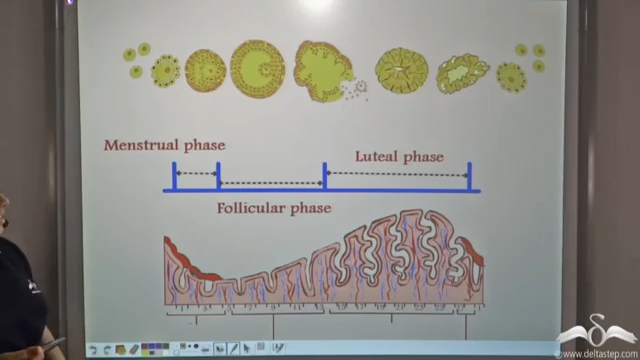 Menstrual phase
Luteal phase
Follicular phase
©www.deltastep.com